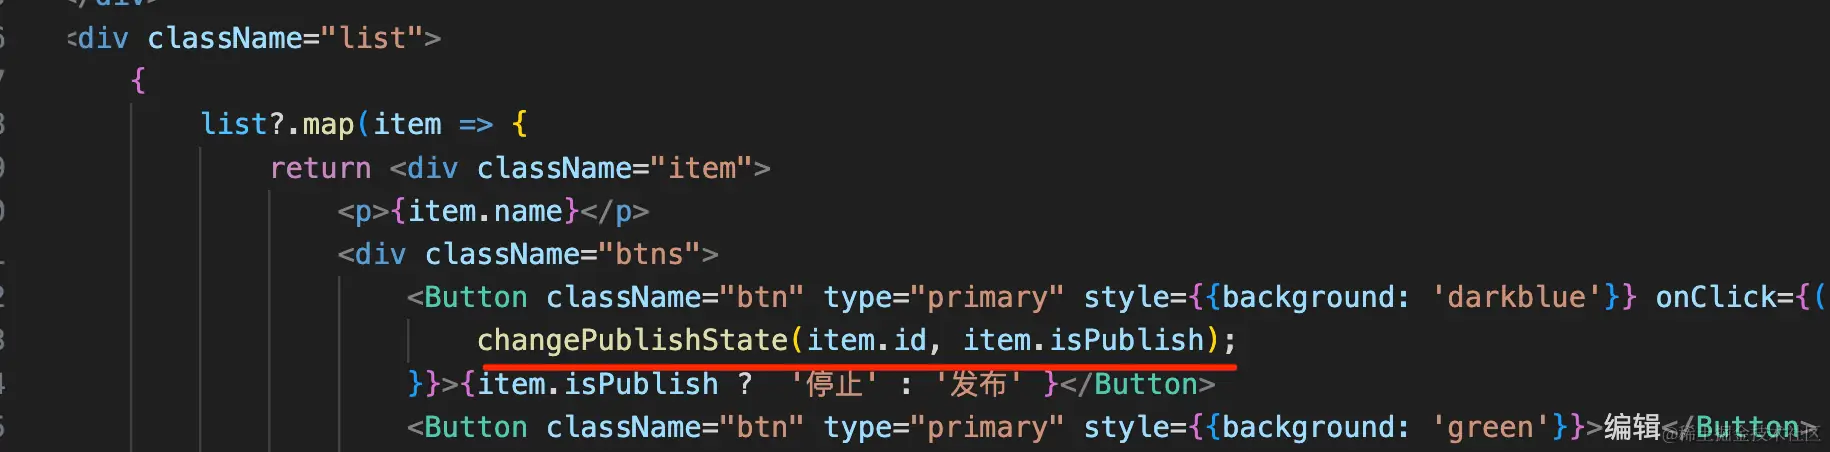 </div>
<div className="list">
{
list?.map(item => {
return <div className="item">
<p>{item.name}</p>
<div className="btns">
<Button className="btn" type="primary" style={{background: 'darkblue'}} onClick={(
changePublishState(item.id, item.isPublish);
}}>{item.isPublish ? '停止' : '发布' }</Button>
<Button className="btn" type="primary" style={{background: 'green'}}>编辑</Button>
@稀土掘金技术社区